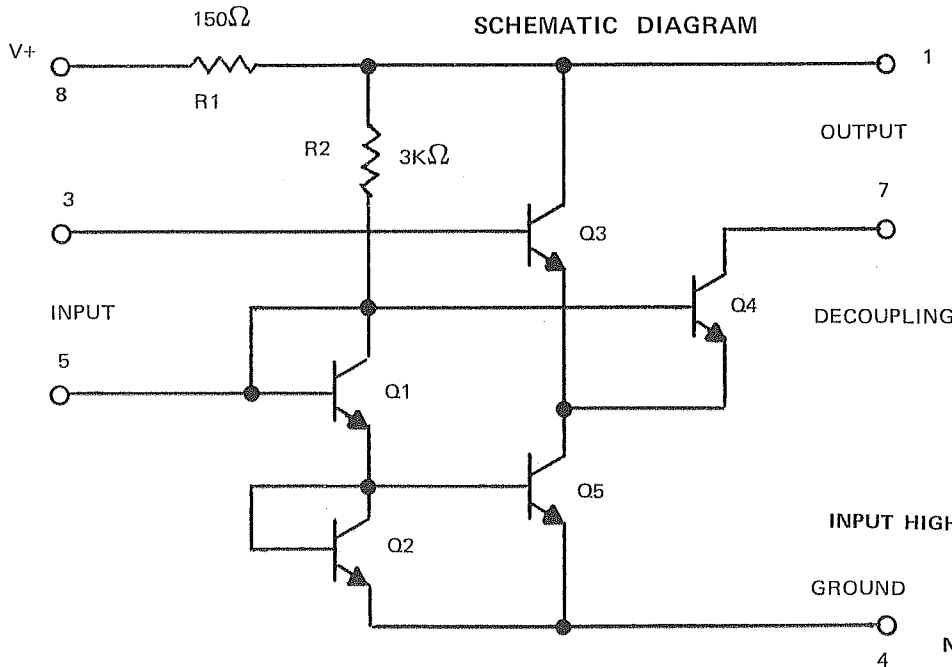 150Ω
SCHEMATIC DIAGRAM
V+
1
8
R1
OUTPUT
R2
3KΩ
3
7
Q3
INPUT
Q4
DECOUPLING
5
Q1
Q5
INPUT HIGH
Q2
GROUND
4
N